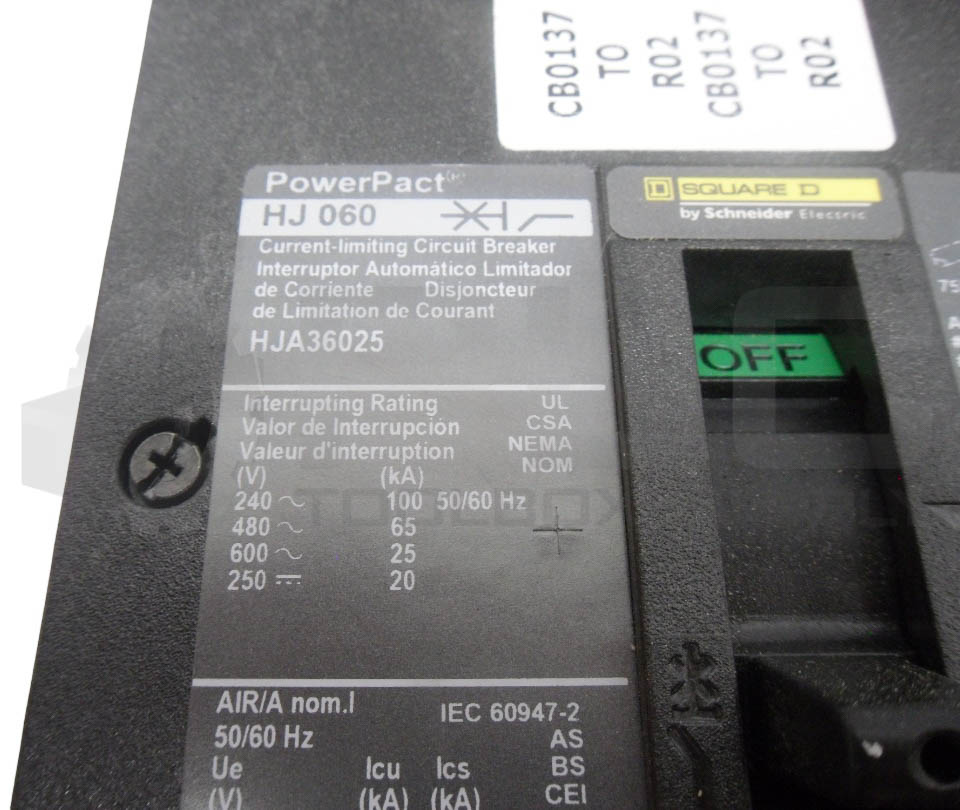 CB0137
TO
R02
CB0137
TO
R02
PowerPact®
HJ 060
Current-limiting Circuit Breaker
Interruptor Automático Limitador
de Corriente Disjoncteur
de Limitation de Courant
HJA36025
SQUARE D
by Schneider Electric
OFF
75
A
Interrupting Rating UL
Valor de Interrupción CSA
Valeur d'interruption NEMA
NOM
(V) (kA)
240 ~ 100 50/60 Hz
480 ~ 65
600 ~ 25
250 ⎓ 20
TOOLBOX
AIR/A nom.I IEC 60947-2
50/60 Hz AS
Ue Icu Ics BS
(V) (kA) (kA) CEI